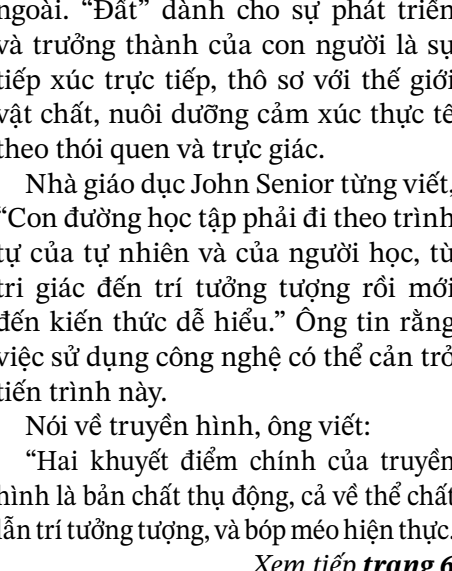 ngoài. “Đất” dành cho sự phát triển
và trưởng thành của con người là sự
tiếp xúc trực tiếp, thô sơ với thế giới
vật chất, nuôi dưỡng cảm xúc thực tế
theo thói quen và trực giác.
Nhà giáo dục John Senior từng viết,
“Con đường học tập phải đi theo trình
tự của tự nhiên và của người học, từ
tri giác đến trí tưởng tượng rồi mới
đến kiến thức dễ hiểu.” Ông tin rằng
việc sử dụng công nghệ có thể cản trở
tiến trình này.
Nói về truyền hình, ông viết:
“Hai khuyết điểm chính của truyền
hình là bản chất thụ động, cả về thể chất
lẫn trí tưởng tượng, và bóp méo hiện thực.
Xem tiếp trang 6